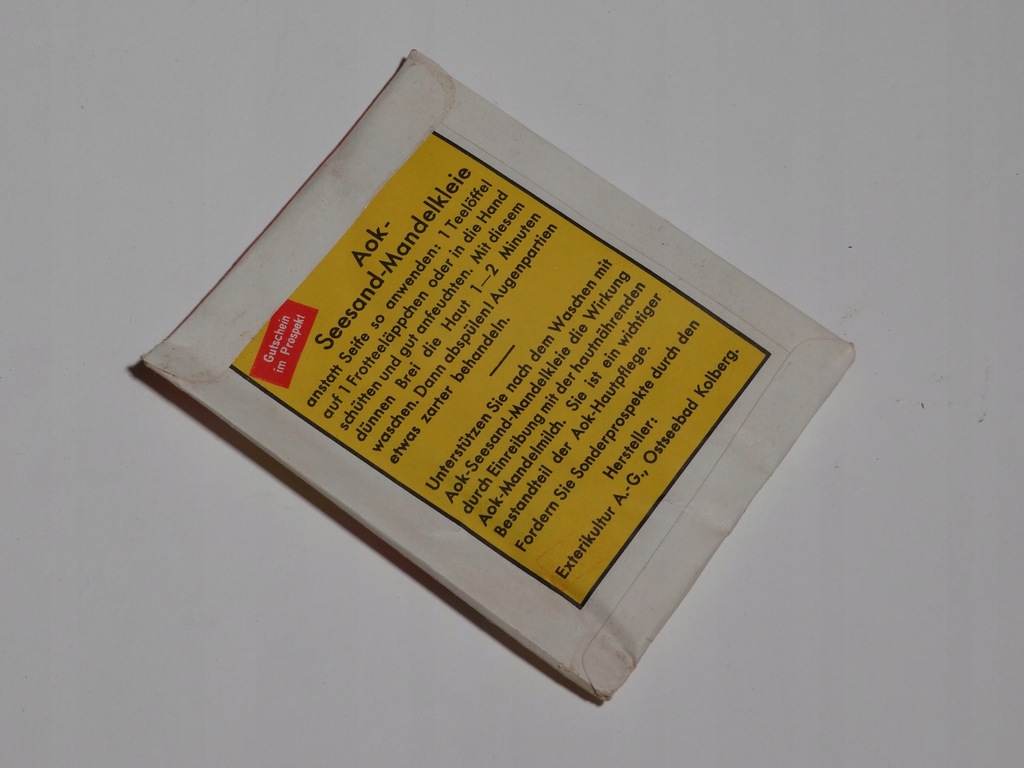 Gutschein
im Prospekt
Aok-
Seesand-Mandelkleie
anstatt Seife so anwenden: 1 Teelöffel
auf 1 Frotteeläppchen oder in die Hand
schütten und gut anfeuchten. Mit diesem
dünnen Brei die Haut 1–2 Minuten
waschen. Dann abspülen! Augenpartien
etwas zarter behandeln.
Unterstützen Sie nach dem Waschen mit
Aok-Seesand-Mandelkleie die Wirkung
durch Einreibung mit der hautnährenden
Aok-Mandelmilch. Sie ist ein wichtiger
Bestandteil der Aok-Hautpflege.
Fordern Sie Sonderprospekte durch den
Hersteller:
Exterikultur A.-G., Ostseebad Kolberg.